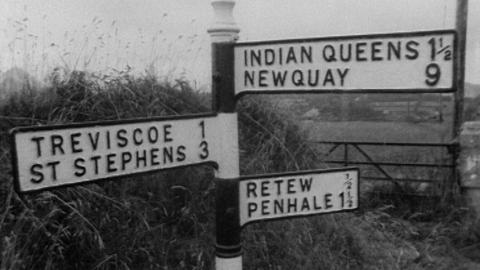 INDIAN QUEENS 1½
NEWQUAY 9
TREVISCOE 1
ST STEPHENS 3
RETEW ½
PENHALE 1½